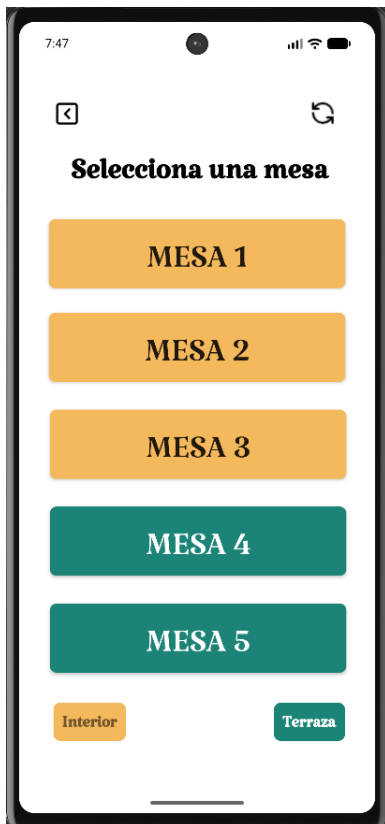 7:47
Selecciona una mesa
MESA 1
MESA 2
MESA 3
MESA 4
MESA 5
Interior
Terraza